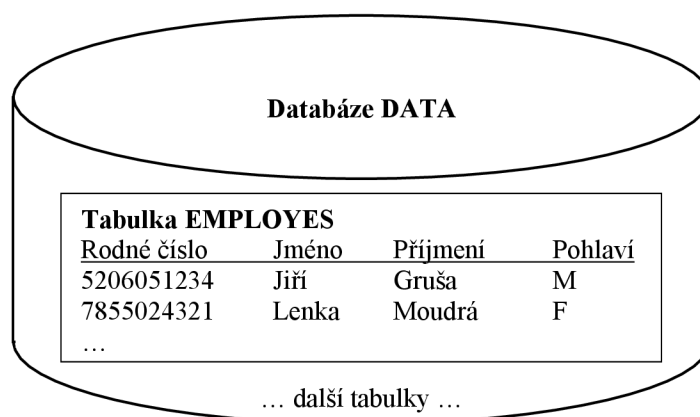 Databáze DATA
Tabulka EMPLOYES
Rodné číslo Jméno Příjmení Pohlaví
5206051234 Jiří Gruša M
7855024321 Lenka Moudrá F
…
… další tabulky …